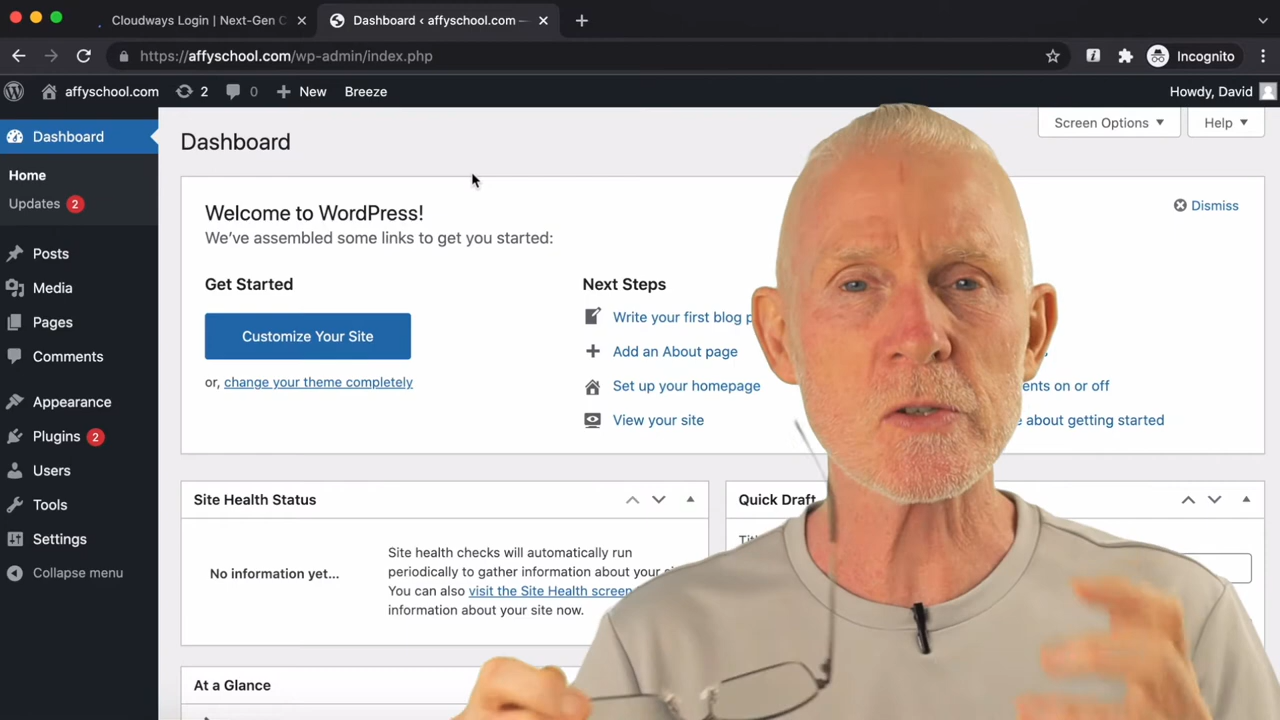 Cloudways Login | Next-Gen C
Dashboard ‹ affyschool.com —
https://affyschool.com/wp-admin/index.php
Incognito
affyschool.com
2
0
New
Breeze
Howdy, David
Dashboard
Home
Updates 2
Posts
Media
Pages
Comments
Appearance
Plugins 2
Users
Tools
Settings
Collapse menu
Dashboard
Screen Options
Help
Welcome to WordPress!
We've assembled some links to get you started:
Dismiss
Get Started
Customize Your Site
or, change your theme completely
Next Steps
Write your first blog p
Add an About page
Set up your homepage
View your site
ents on or off
about getting started
Site Health Status
No information yet...
Site health checks will automatically run
periodically to gather information about your si
You can also visit the Site Health screen
information about your site now.
Quick Draft
At a Glance